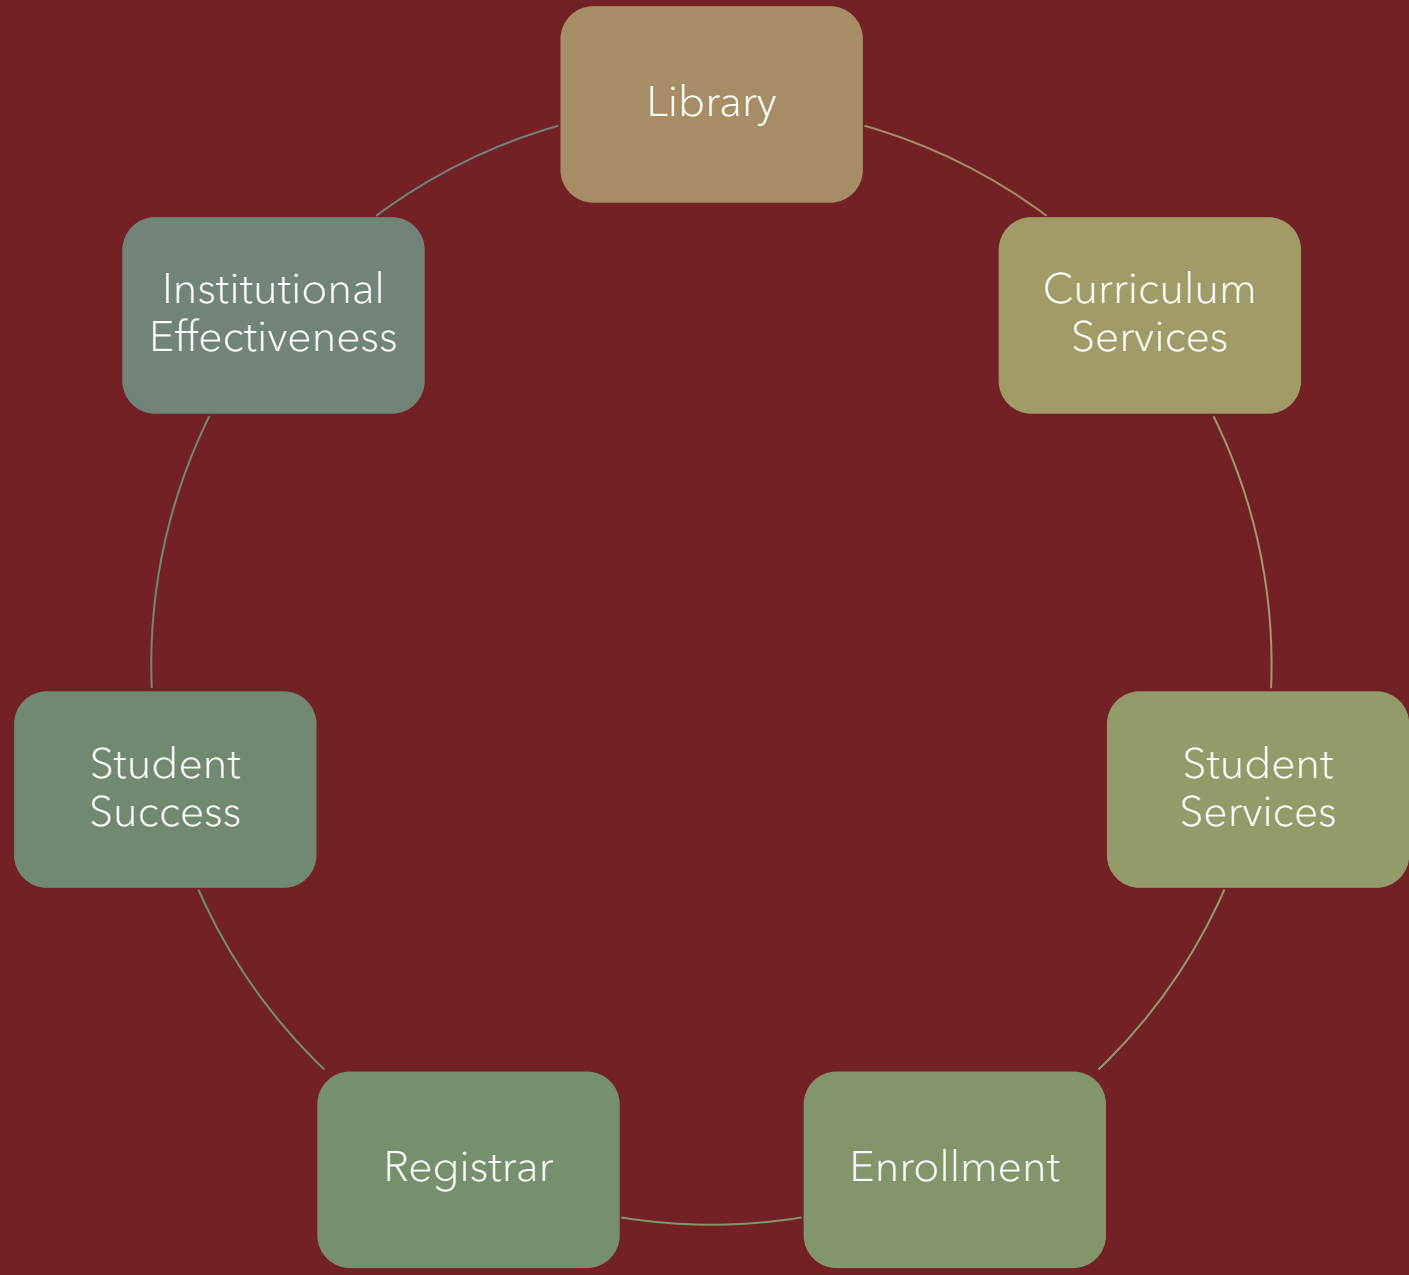 Library
Curriculum
Services
Student
Services
Enrollment
Registrar
Student
Success
Institutional
Effectiveness